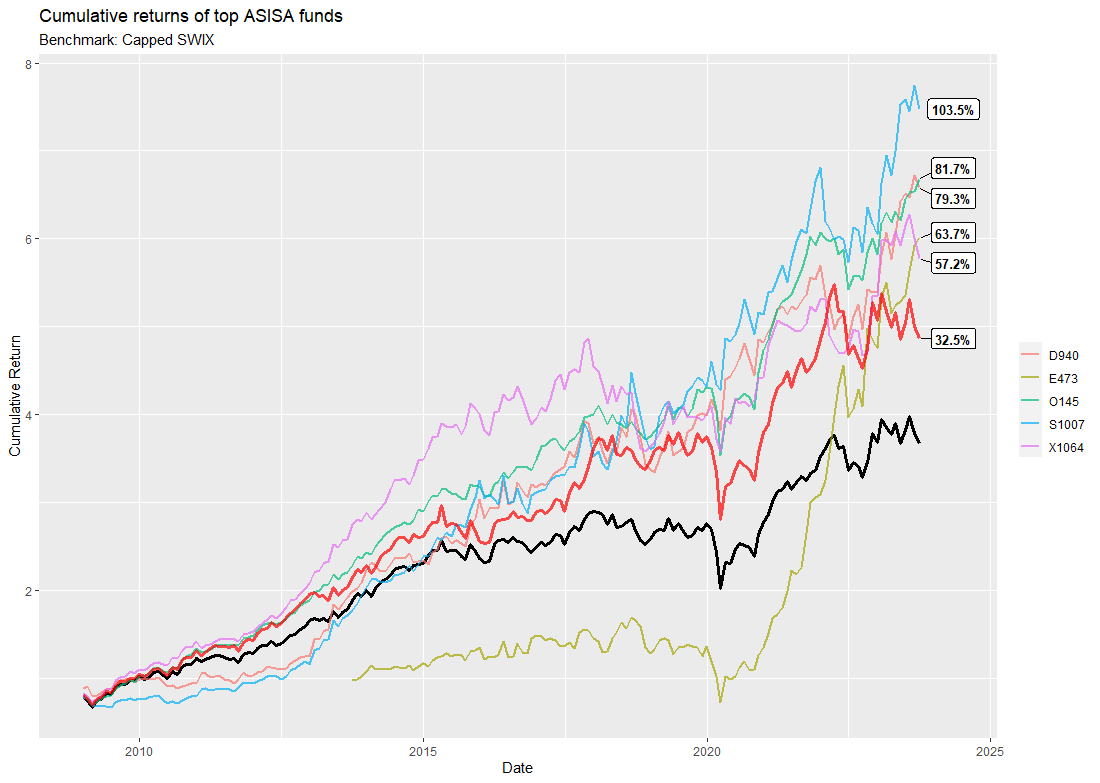 Cumulative returns of top ASISA funds
Benchmark: Capped SWIX
8
6
4
2
Cumulative Return
103.5%
81.7%
79.3%
63.7%
57.2%
32.5%
D940
E473
O145
S1007
X1064
2010
2015
2020
2025
Date